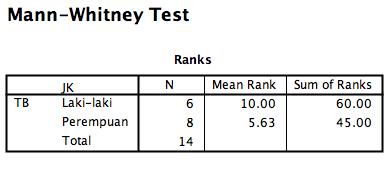 Mann-Whitney Test
Ranks
JK N Mean Rank Sum of Ranks
TB Laki-laki 6 10.00 60.00
Perempuan 8 5.63 45.00
Total 14